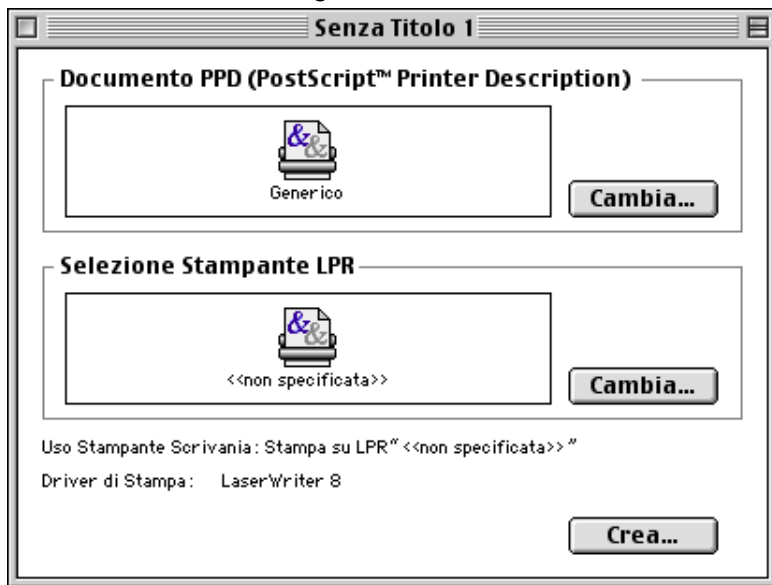 Senza Titolo 1
Documento PPD (PostScript™ Printer Description)
&&
Generico
Cambia...
Selezione Stampante LPR
&&
<<non specificata>>
Cambia...
Uso Stampante Scrivania: Stampa su LPR“<<non specificata>>”
Driver di Stampa: LaserWriter 8
Crea...